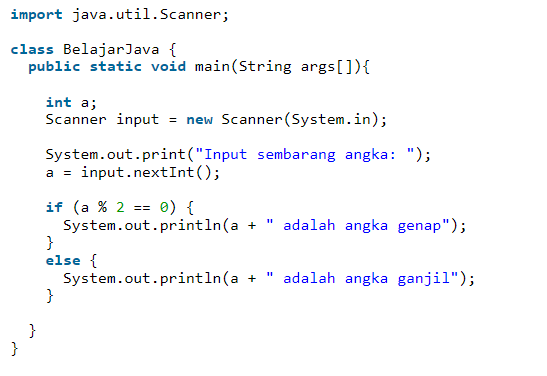 import java.util.Scanner;
class BelajarJava {
public static void main(String args[]){
int a;
Scanner input = new Scanner(System.in);
System.out.print("Input sembarang angka: ");
a = input.nextInt();
if (a % 2 == 0) {
System.out.println(a + " adalah angka genap");
}
else {
System.out.println(a + " adalah angka ganjil");
}
}
}